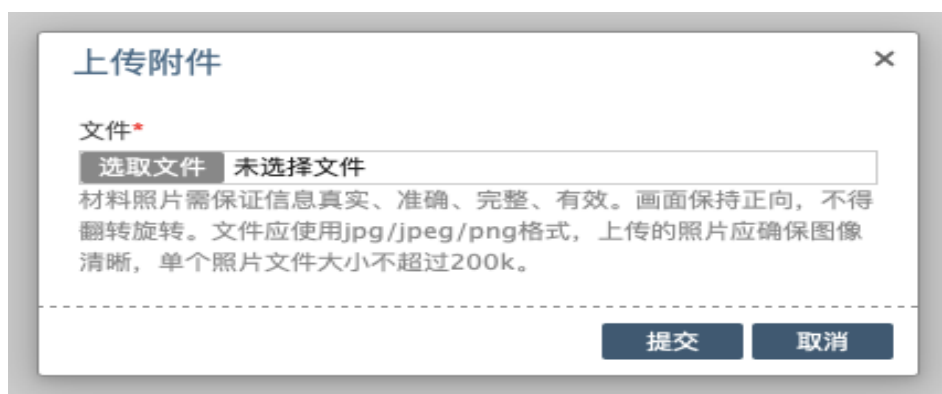 上传附件
×
文件*
选取文件 未选择文件
材料照片需保证信息真实、准确、完整、有效。画面保持正向，不得
翻转旋转。文件应使用jpg/jpeg/png格式，上传的照片应确保图像
清晰，单个照片文件大小不超过200k。
提交 取消